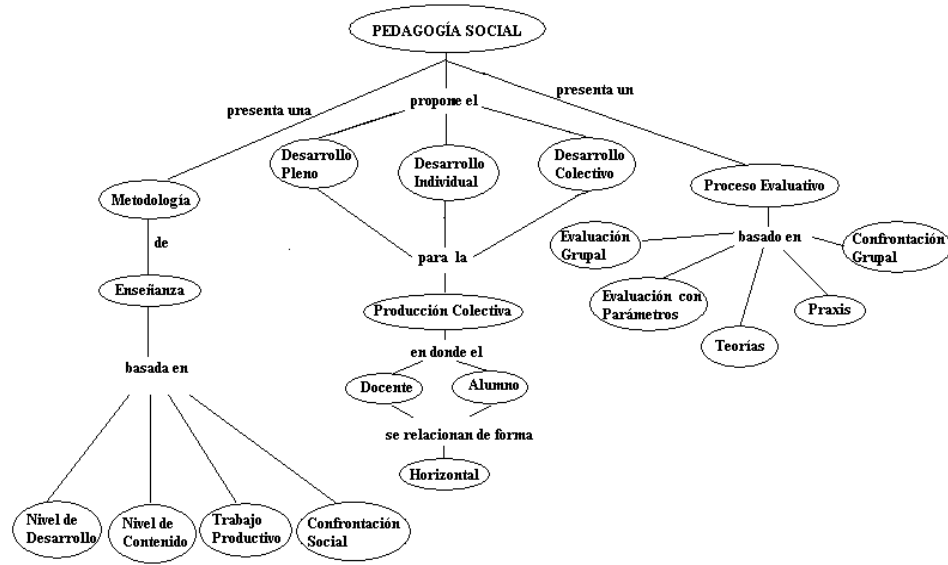 PEDAGOGÍA SOCIAL
presenta una
propone el
presenta un
Desarrollo
Pleno
Desarrollo
Individual
Desarrollo
Colectivo
Metodología
Proceso Evaluativo
de
para la
Evaluación
Grupal
basado en
Confrontación
Grupal
Enseñanza
Evaluación con
Parámetros
Praxis
Producción Colectiva
Teorías
basada en
en donde el
Docente
Alumno
se relacionan de forma
Horizontal
Nivel de
Desarrollo
Nivel de
Contenido
Trabajo
Productivo
Confrontación
Social